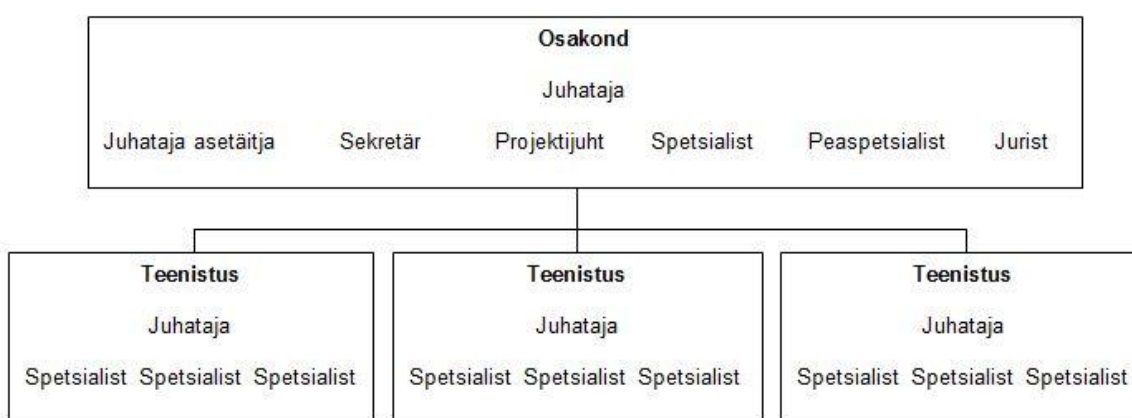 Osakond
Juhataja
Juhataja asetäitja Sekretär Projektijuht Spetsialist Peaspetsialist Jurist
Teenistus
Juhataja
Spetsialist Spetsialist Spetsialist
Teenistus
Juhataja
Spetsialist Spetsialist Spetsialist
Teenistus
Juhataja
Spetsialist Spetsialist Spetsialist